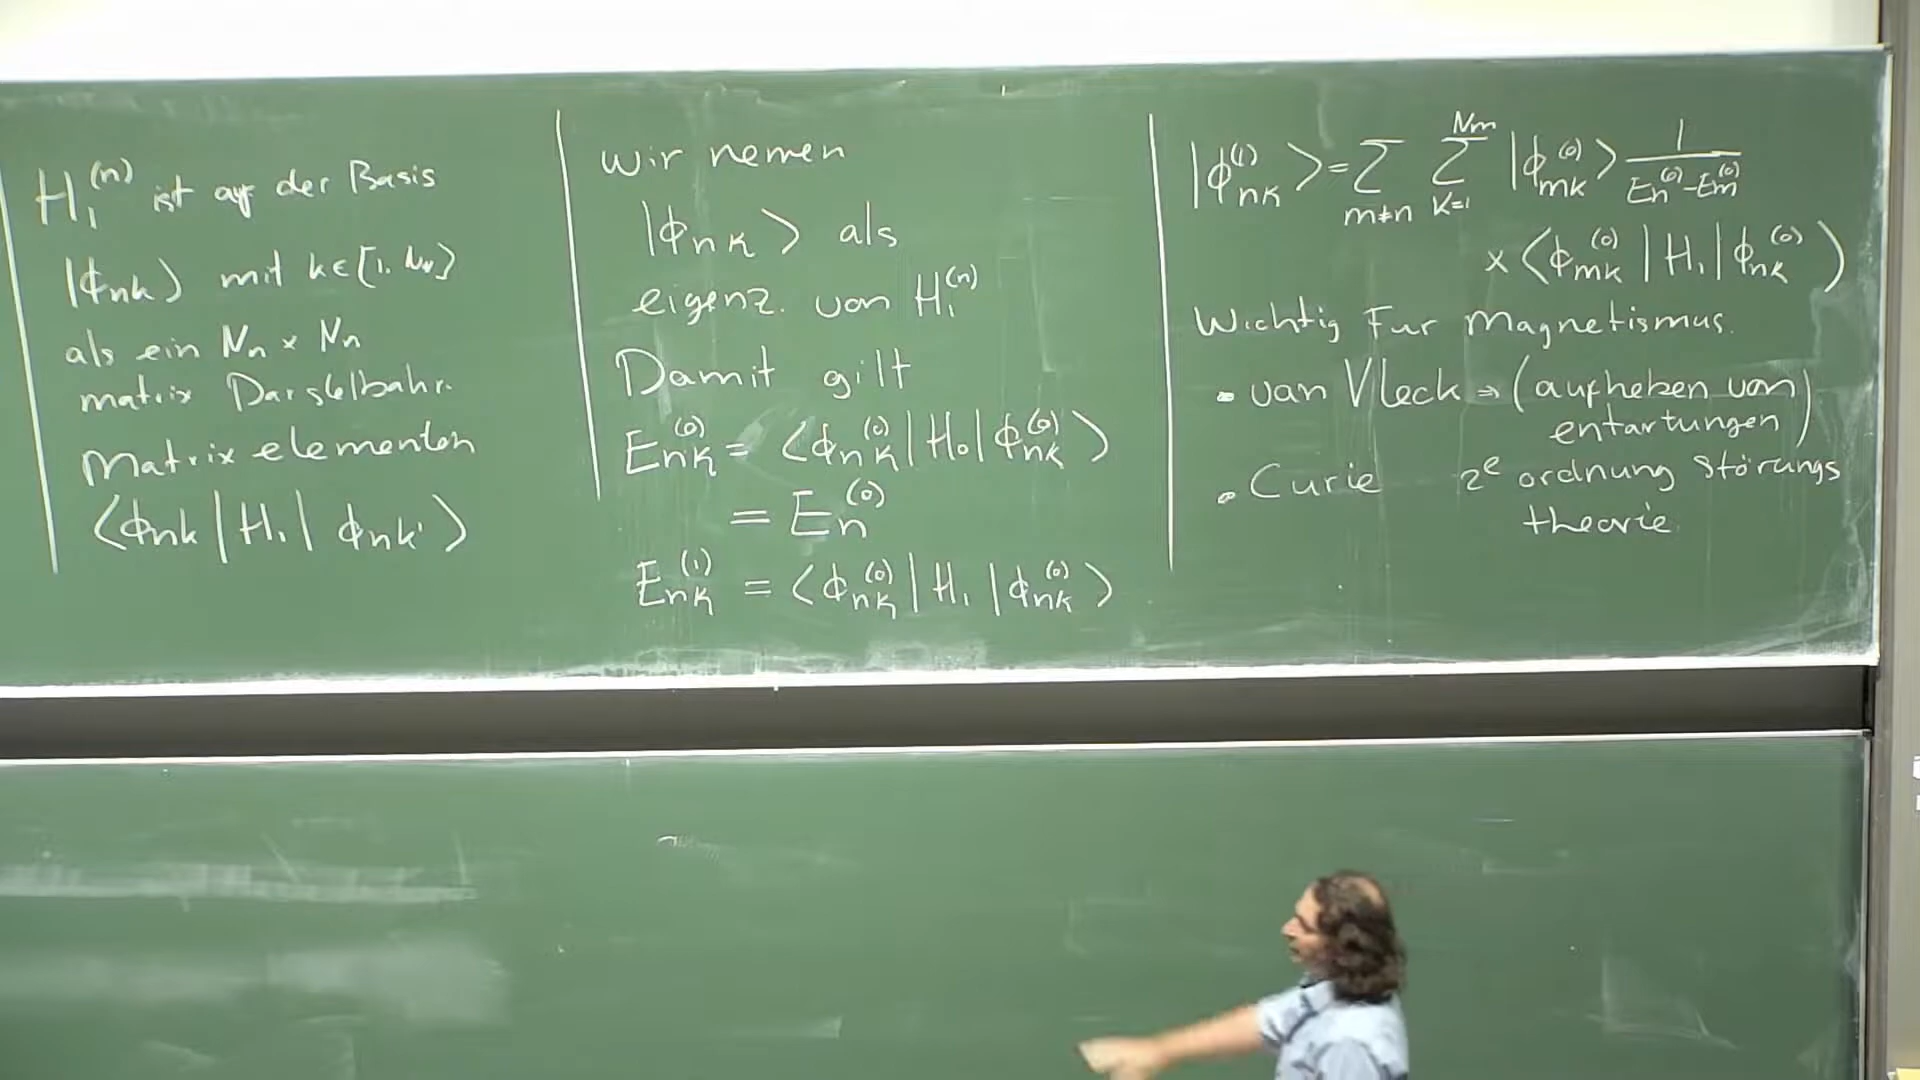 H₁⁽ⁿ⁾ ist auf der Basis
|ϕnk⟩ mit k∈[1, Nn]
als ein Nn × Nn
matrix Darstelbahr.
Matrix elementen
⟨ϕnk|H₁|ϕnk'⟩
wir nemen
|ϕnk⟩ als
eigenz. von H₁⁽ⁿ⁾
Damit gilt
Enk⁽⁰⁾ = ⟨ϕnk⁽⁰⁾|H₀|ϕnk⁽⁰⁾⟩
= En⁽⁰⁾
Enk⁽¹⁾ = ⟨ϕnk⁽⁰⁾|H₁|ϕnk⁽⁰⁾⟩
|ϕnk⁽¹⁾⟩ = Σ_{m≠n} Σ_{k=1}^{Nm} |ϕmk⁽⁰⁾⟩ 1/(En⁽⁰⁾-Em⁽⁰⁾)
× ⟨ϕmk⁽⁰⁾|H₁|ϕnk⁽⁰⁾⟩
Wichtig Fur Magnetismus.
- van Vleck ⇒ (aufheben von
entartungen)
• Curie 2ᵉ ordnung Störungs
theorie.